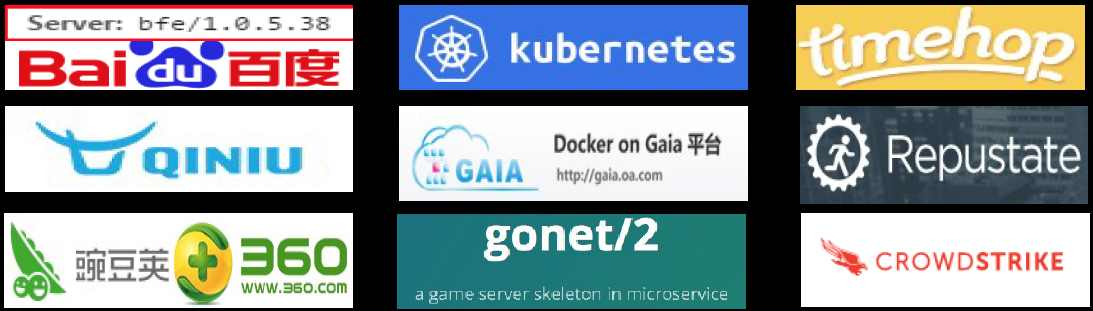 Server: bfe/1.0.5.38
Baidu百度
kubernetes
timehop
QINIU
Docker on Gaia 平台
GAIA
http://gaia.oa.com
Repustate
豌豆荚
360
www.360.com
gonet/2
a game server skeleton in microservice
CROWDSTRIKE